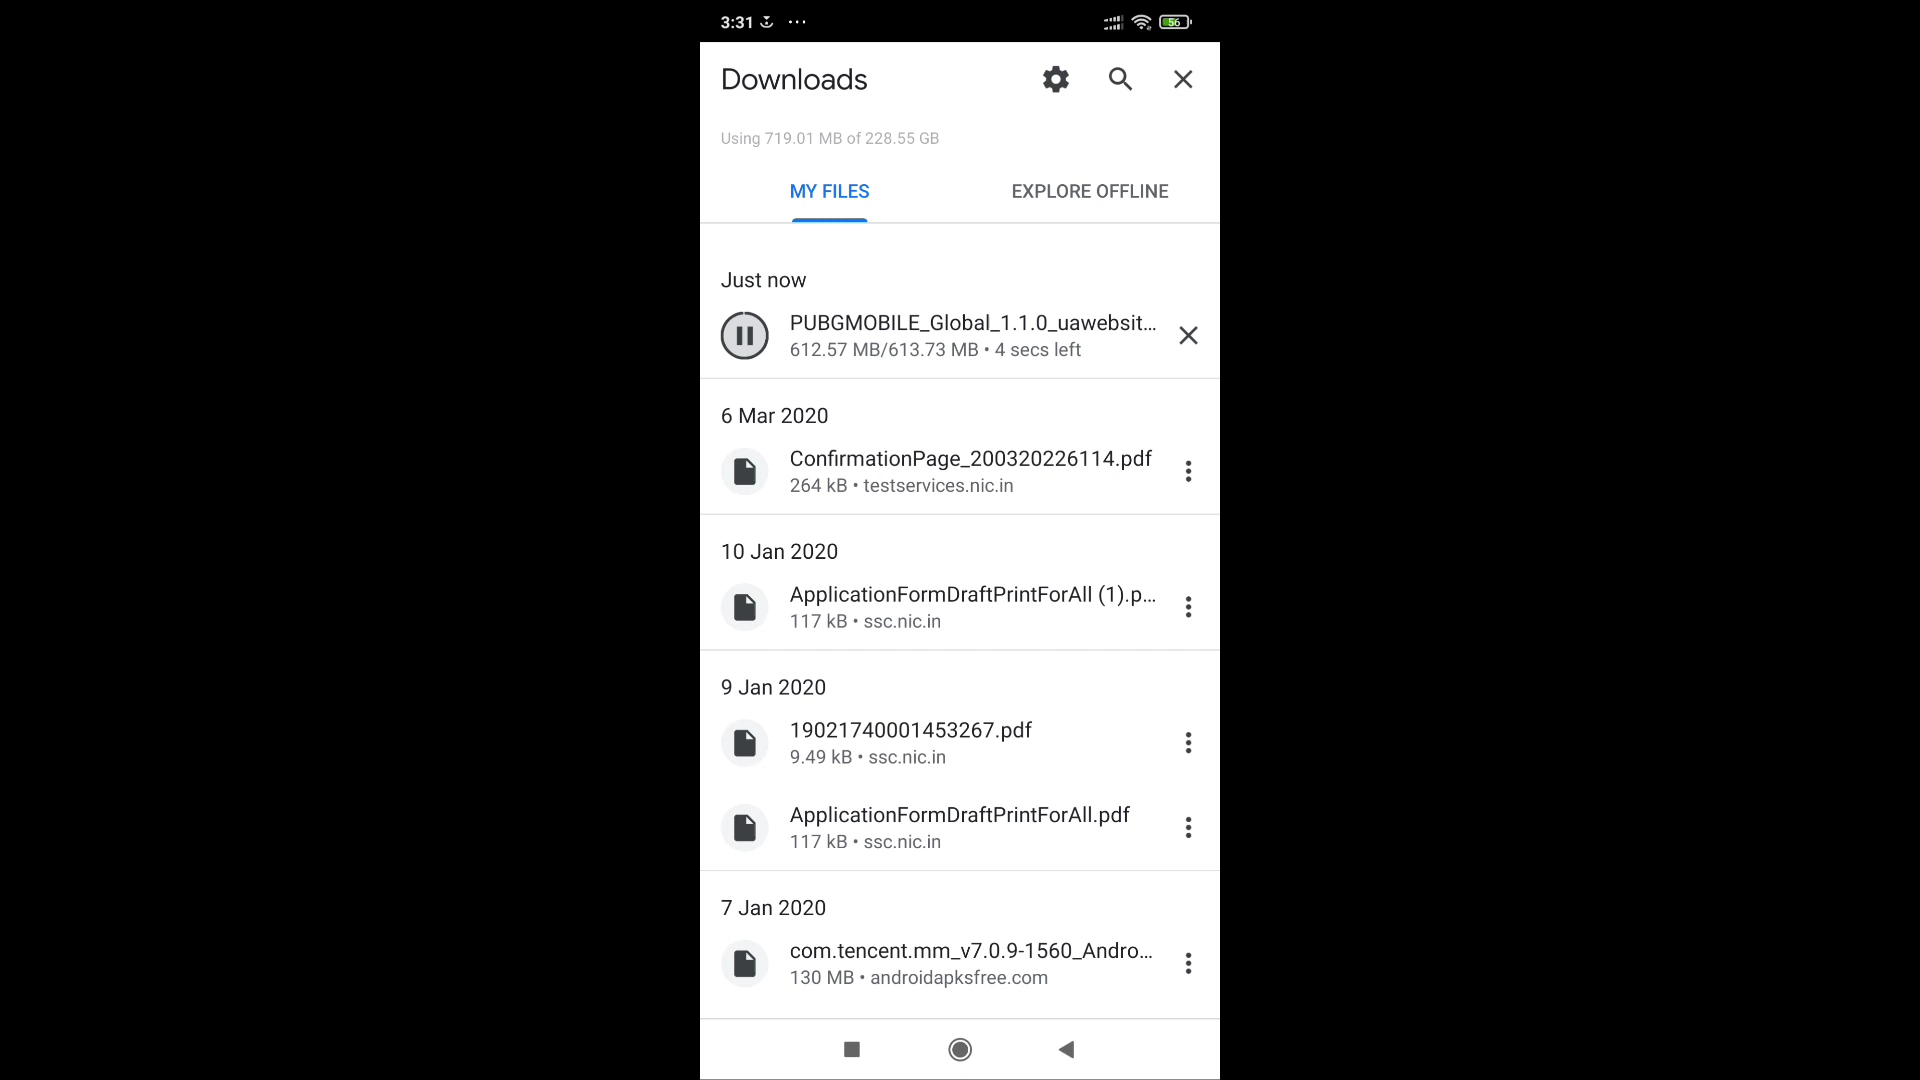 3:31 ... 56
Downloads
Using 719.01 MB of 228.55 GB
MY FILES EXPLORE OFFLINE
Just now
PUBGMOBILE_Global_1.1.0_uawebsit...
612.57 MB/613.73 MB • 4 secs left
6 Mar 2020
ConfirmationPage_200320226114.pdf
264 kB • testservices.nic.in
10 Jan 2020
ApplicationFormDraftPrintForAll (1).p...
117 kB • ssc.nic.in
9 Jan 2020
19021740001453267.pdf
9.49 kB • ssc.nic.in
ApplicationFormDraftPrintForAll.pdf
117 kB • ssc.nic.in
7 Jan 2020
com.tencent.mm_v7.0.9-1560_Andro...
130 MB • androidapksfree.com